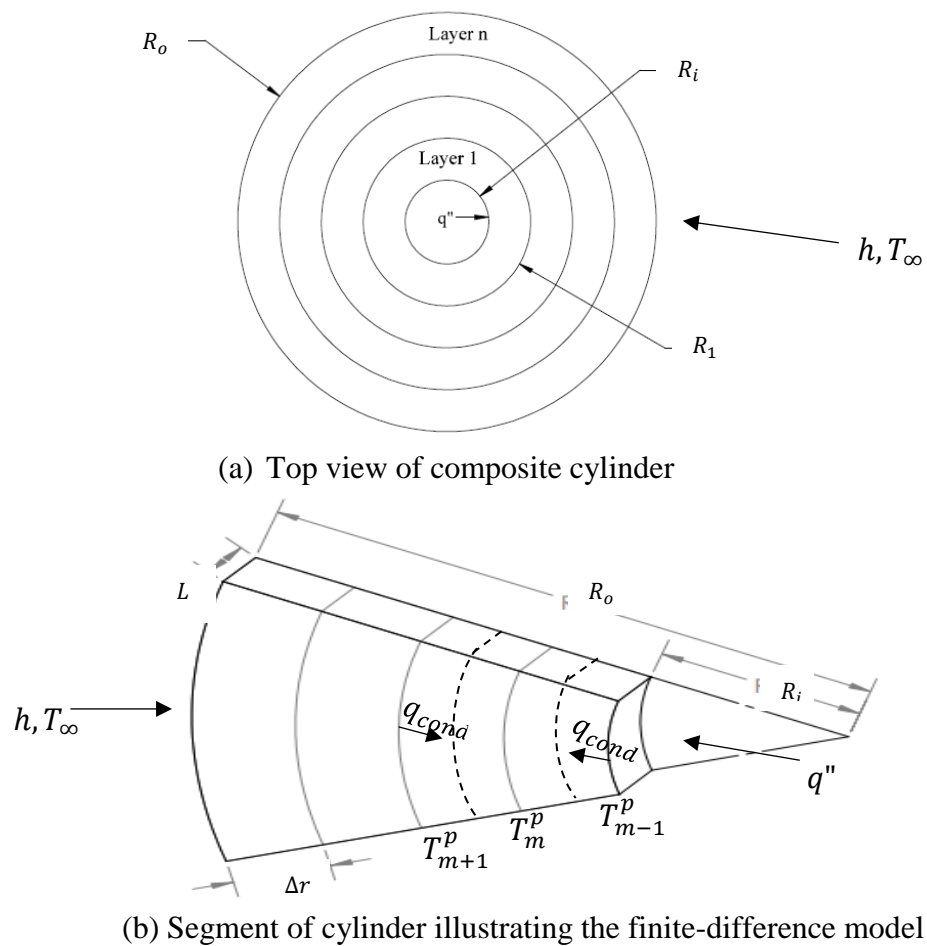 Layer n
R_o
R_i
Layer 1
q"
h, T_∞
R_1
(a) Top view of composite cylinder
L
R_o
R_i
h, T_∞
q_cond
q_cond
q"
T^p_{m+1}
T^p_m
T^p_{m-1}
Δr
(b) Segment of cylinder illustrating the finite-difference model